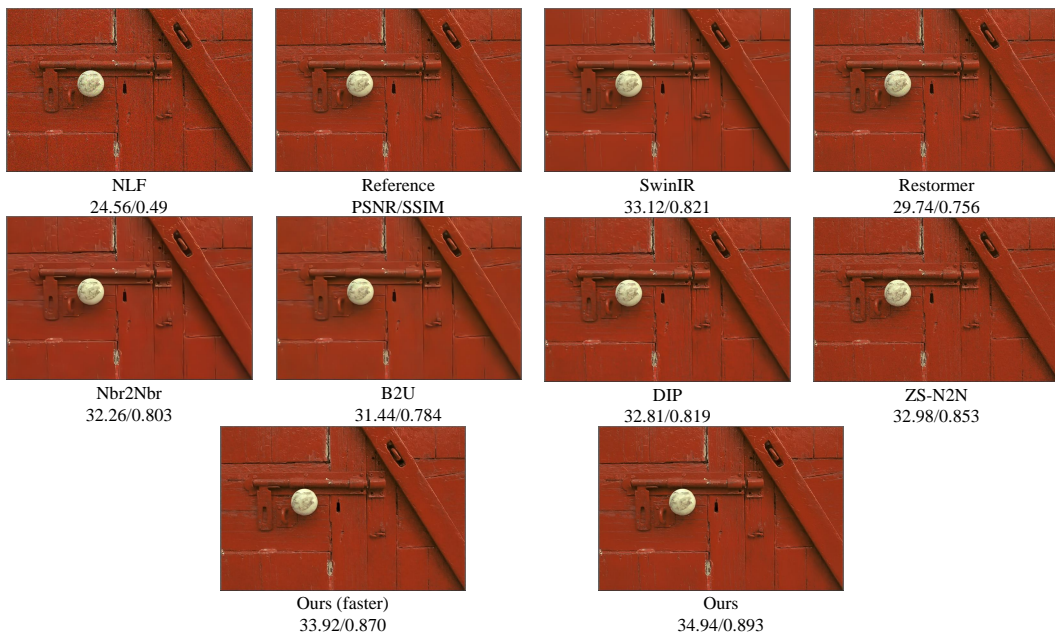 NLF
24.56/0.49
Reference
PSNR/SSIM
SwinIR
33.12/0.821
Restormer
29.74/0.756
Nbr2Nbr
32.26/0.803
B2U
31.44/0.784
DIP
32.81/0.819
ZS-N2N
32.98/0.853
Ours (faster)
33.92/0.870
Ours
34.94/0.893